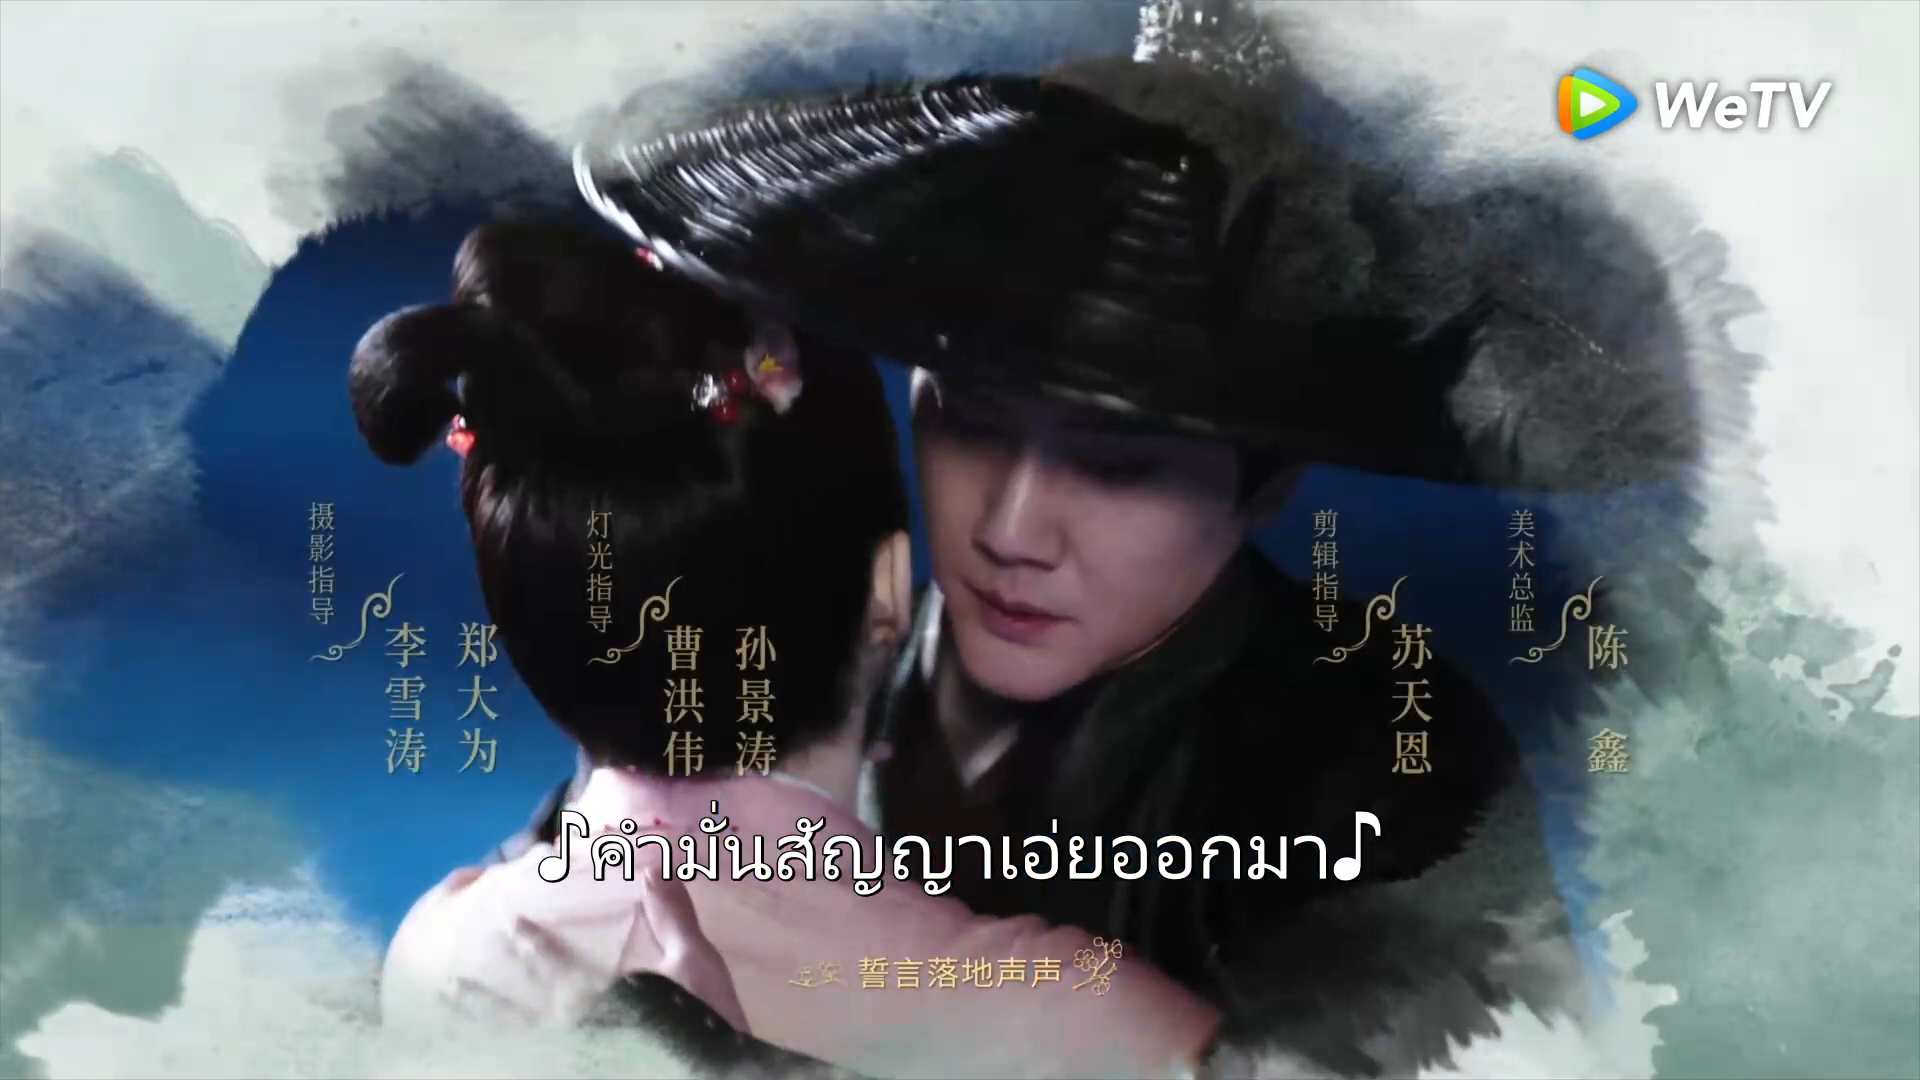 WeTV
摄影指导
李雪涛
郑大为
灯光指导
曹洪伟
孙景涛
剪辑指导
苏天恩
美术总监
陈鑫
♪คำมั่นสัญญาเอ่ยออกมา♪
誓言落地声声